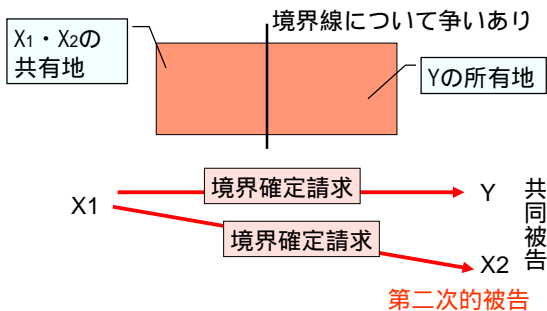 境界線について争いあり
X1・X2の
共有地
Yの所有地
境界確定請求
Y
X1
境界確定請求
X2
共同被告
第二次的被告